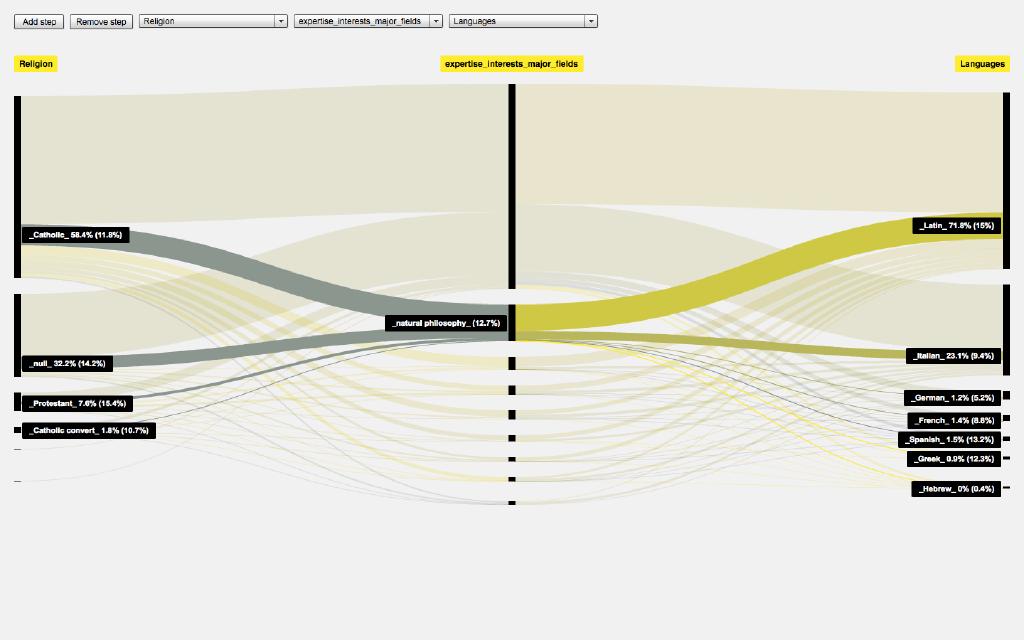 Add step Remove step Religion expertise_interests_major_fields Languages
Religion expertise_interests_major_fields Languages
_Latin_ 71.8% (15%)
_Catholic_ 58.4% (11.8%)
_natural philosophy_ (12.7%)
_Italian_ 23.1% (9.4%)
_null_ 32.2% (14.2%)
_German_ 1.2% (5.2%)
_Protestant_ 7.6% (15.4%)
_French_ 1.4% (8.8%)
_Catholic convert_ 1.8% (10.7%)
_Spanish_ 1.5% (13.2%)
_Greek_ 0.9% (12.3%)
_Hebrew_ 0% (0.4%)